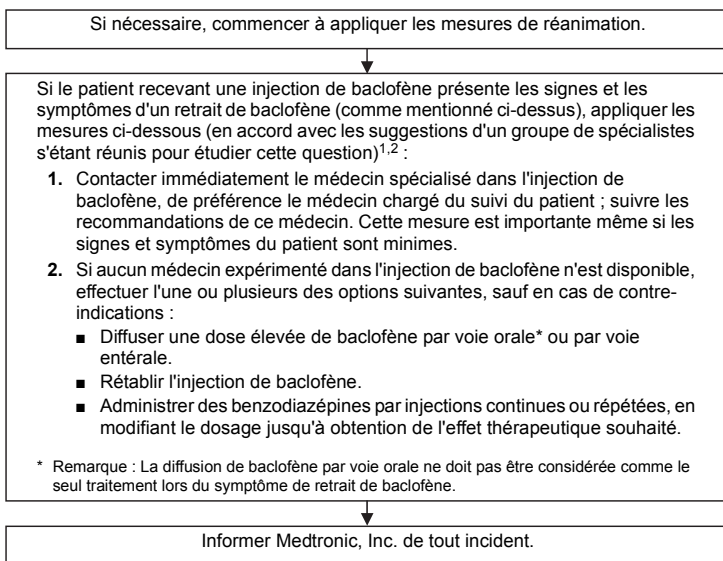 Si nécessaire, commencer à appliquer les mesures de réanimation.
Si le patient recevant une injection de baclofène présente les signes et les
symptômes d'un retrait de baclofène (comme mentionné ci-dessus), appliquer les
mesures ci-dessous (en accord avec les suggestions d'un groupe de spécialistes
s'étant réunis pour étudier cette question)1,2 :
1. Contacter immédiatement le médecin spécialisé dans l'injection de
baclofène, de préférence le médecin chargé du suivi du patient ; suivre les
recommandations de ce médecin. Cette mesure est importante même si les
signes et symptômes du patient sont minimes.
2. Si aucun médecin expérimenté dans l'injection de baclofène n'est disponible,
effectuer l'une ou plusieurs des options suivantes, sauf en cas de contre-
indications :
■ Diffuser une dose élevée de baclofène par voie orale* ou par voie
entérale.
■ Rétablir l'injection de baclofène.
■ Administrer des benzodiazépines par injections continues ou répétées, en
modifiant le dosage jusqu'à obtention de l'effet thérapeutique souhaité.
* Remarque : La diffusion de baclofène par voie orale ne doit pas être considérée comme le
seul traitement lors du symptôme de retrait de baclofène.
Informer Medtronic, Inc. de tout incident.